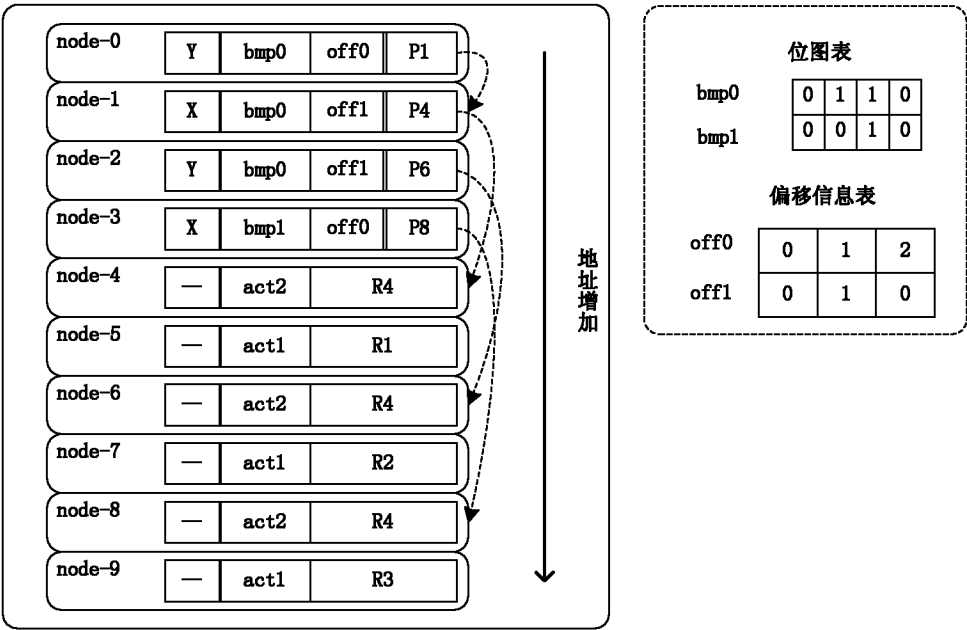 node-0 Y bmp0 off0 P1
node-1 X bmp0 off1 P4
node-2 Y bmp0 off1 P6
node-3 X bmp1 off0 P8
node-4 — act2 R4
node-5 — act1 R1
node-6 — act2 R4
node-7 — act1 R2
node-8 — act2 R4
node-9 — act1 R3
地址增加
位图表
bmp0 0 1 1 0
bmp1 0 0 1 0
偏移信息表
off0 0 1 2
off1 0 1 0